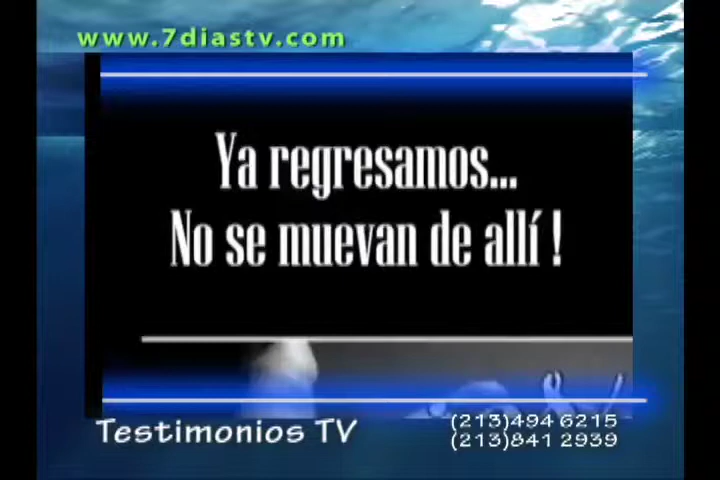 www.7diastv.com
Ya regresamos...
No se muevan de allí !
Testimonios TV
(213)494 6215
(213)841 2939